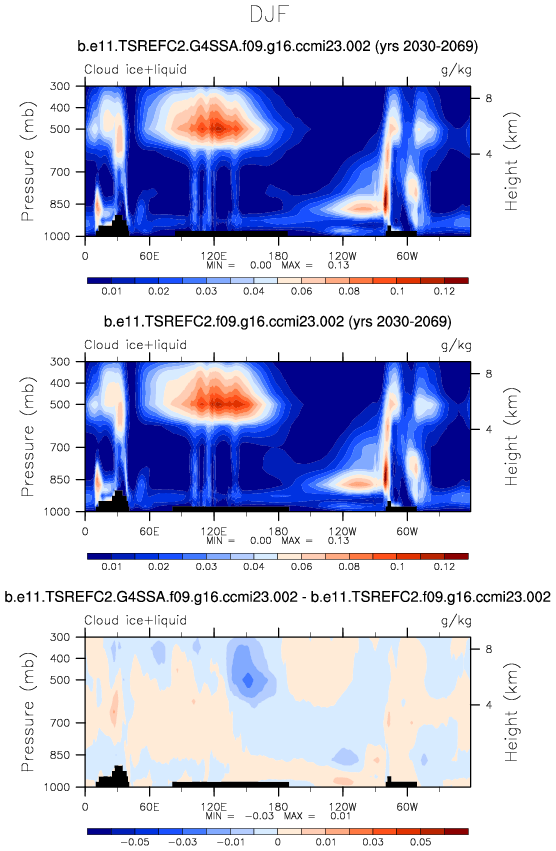 DJF
b.e11.TSREFC2.G4SSA.f09.g16.ccmi23.002 (yrs 2030-2069)
Cloud ice+liquid g/kg
Pressure (mb)
300
400
500
700
850
1000
8
4
Height (km)
0 60E 120E 180 120W 60W
MIN = 0.00 MAX = 0.13
0.01 0.02 0.03 0.04 0.06 0.08 0.1 0.12
b.e11.TSREFC2.f09.g16.ccmi23.002 (yrs 2030-2069)
Cloud ice+liquid g/kg
Pressure (mb)
300
400
500
700
850
1000
8
4
Height (km)
0 60E 120E 180 120W 60W
MIN = 0.00 MAX = 0.13
0.01 0.02 0.03 0.04 0.06 0.08 0.1 0.12
b.e11.TSREFC2.G4SSA.f09.g16.ccmi23.002 - b.e11.TSREFC2.f09.g16.ccmi23.002
Cloud ice+liquid g/kg
Pressure (mb)
300
400
500
700
850
1000
8
4
Height (km)
0 60E 120E 180 120W 60W
MIN = -0.03 MAX = 0.01
-0.05 -0.03 -0.01 0 0.01 0.03 0.05